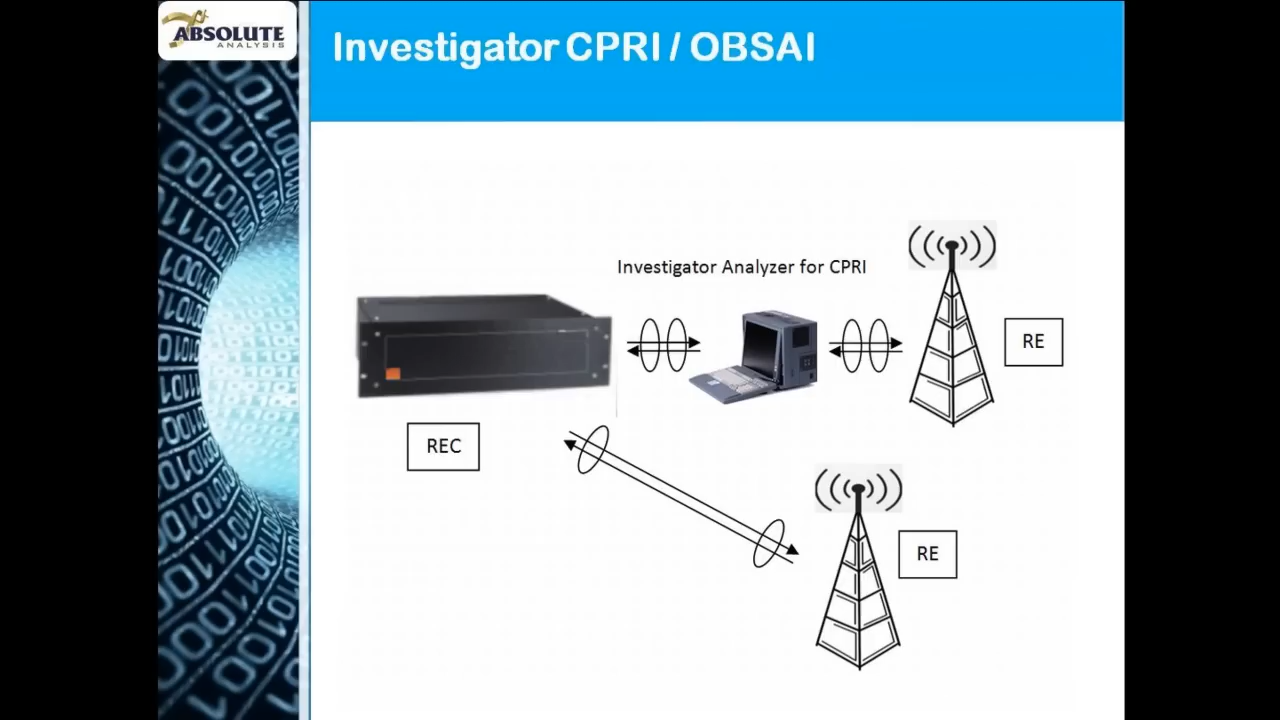 ABSOLUTE
ANALYSIS
Investigator CPRI / OBSAI
Investigator Analyzer for CPRI
RE
REC
RE